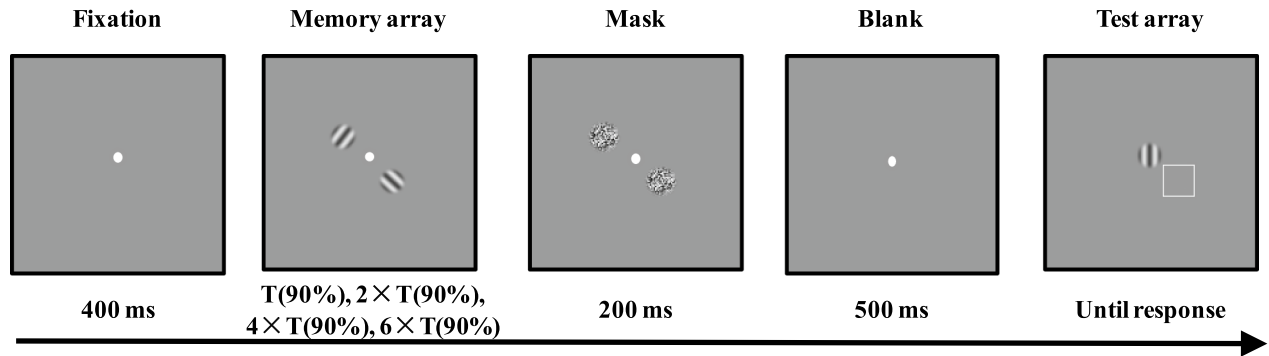 Fixation
Memory array
Mask
Blank
Test array
400 ms
T(90%), 2×T(90%),
4×T(90%), 6×T(90%)
200 ms
500 ms
Until response